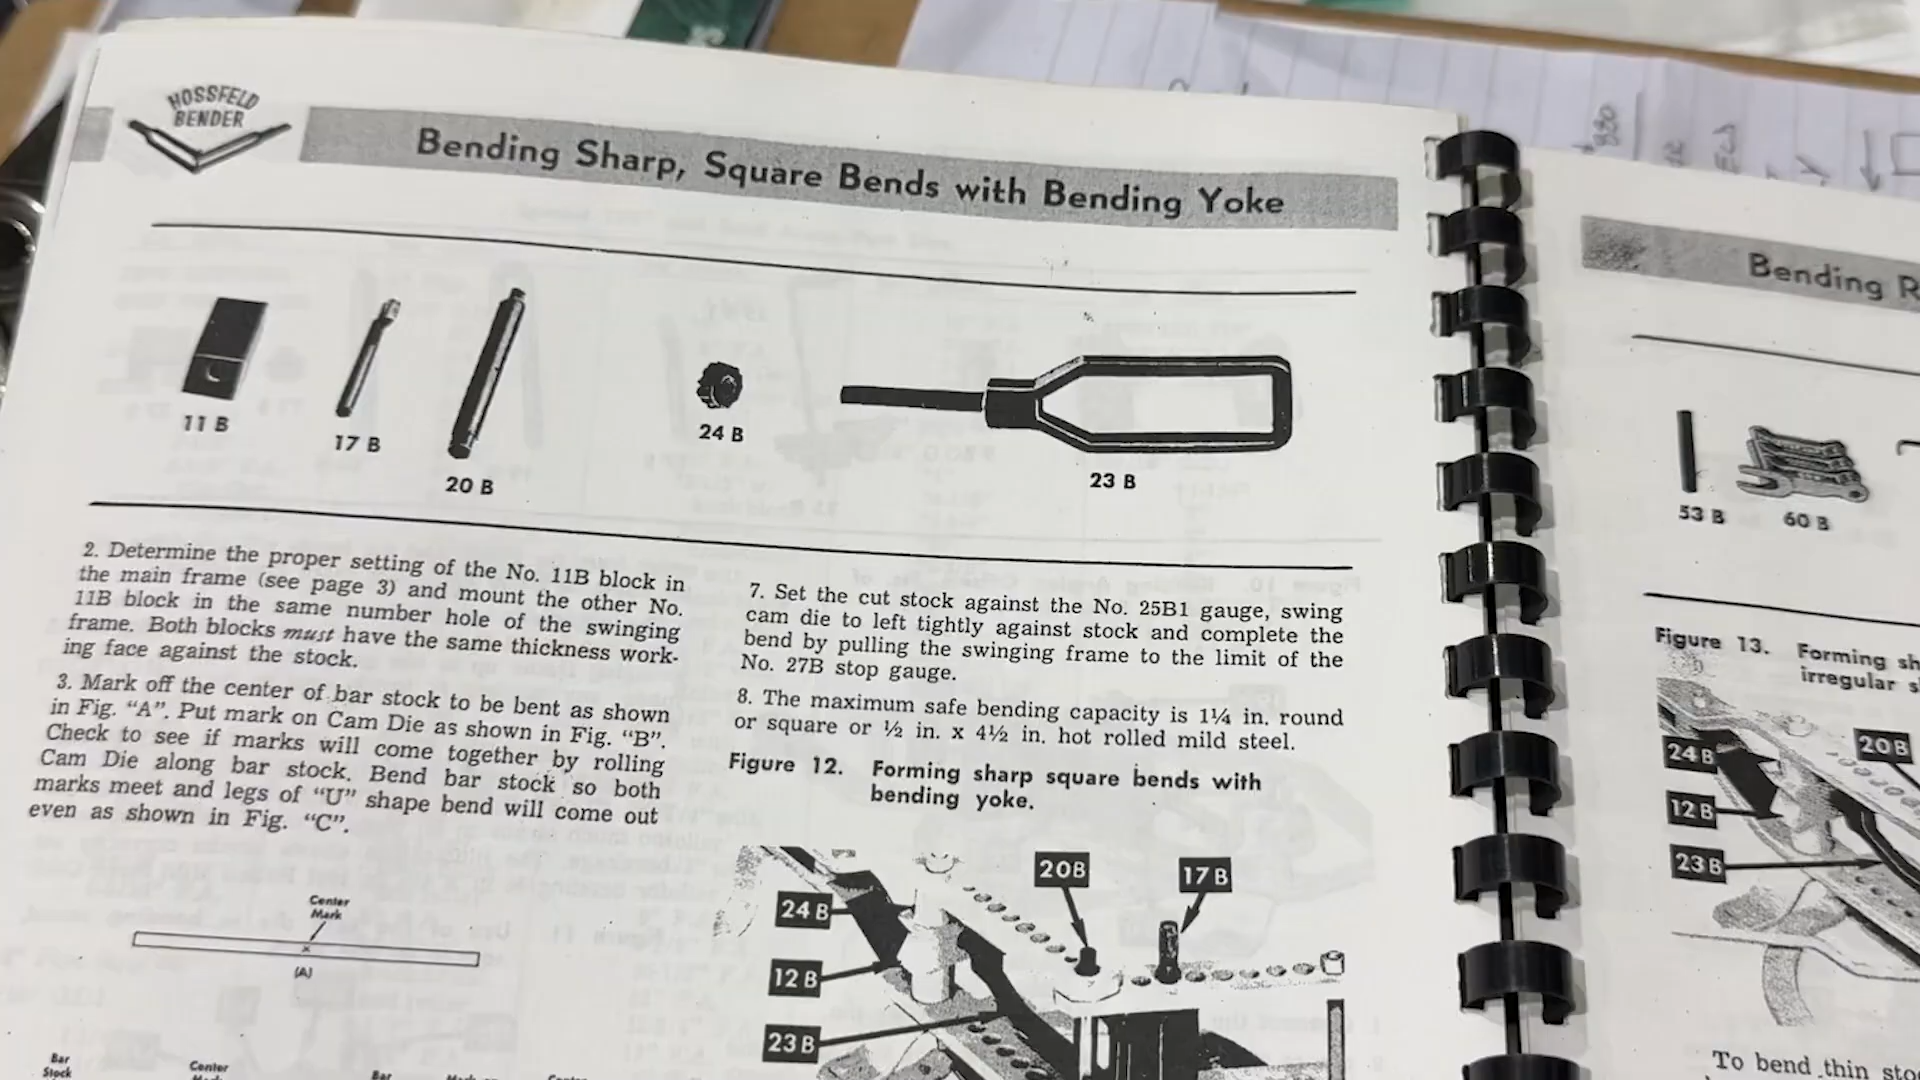 HOSSFELD
BENDER
Bending Sharp, Square Bends with Bending Yoke
11 B
17 B
20 B
24 B
23 B
2. Determine the proper setting of the No. 11B block in
the main frame (see page 3) and mount the other No.
11B block in the same number hole of the swinging
frame. Both blocks must have the same thickness work-
ing face against the stock.
3. Mark off the center of bar stock to be bent as shown
in Fig. “A”. Put mark on Cam Die as shown in Fig. “B”.
Check to see if marks will come together by rolling
Cam Die along bar stock. Bend bar stock so both
marks meet and legs of “U” shape bend will come out
even as shown in Fig. “C”.
Center
Mark
(A)
Bar
Stock
Center
Bar
7. Set the cut stock against the No. 25B1 gauge, swing
cam die to left tightly against stock and complete the
bend by pulling the swinging frame to the limit of the
No. 27B stop gauge.
8. The maximum safe bending capacity is 1¼ in. round
or square or ½ in. x 4½ in. hot rolled mild steel.
Figure 12. Forming sharp square bends with
bending yoke.
20B
17B
24B
12B
23B
Bending
53 B
60 B
Figure 13. Forming
irregular
20B
24B
12B
23B
To bend thin